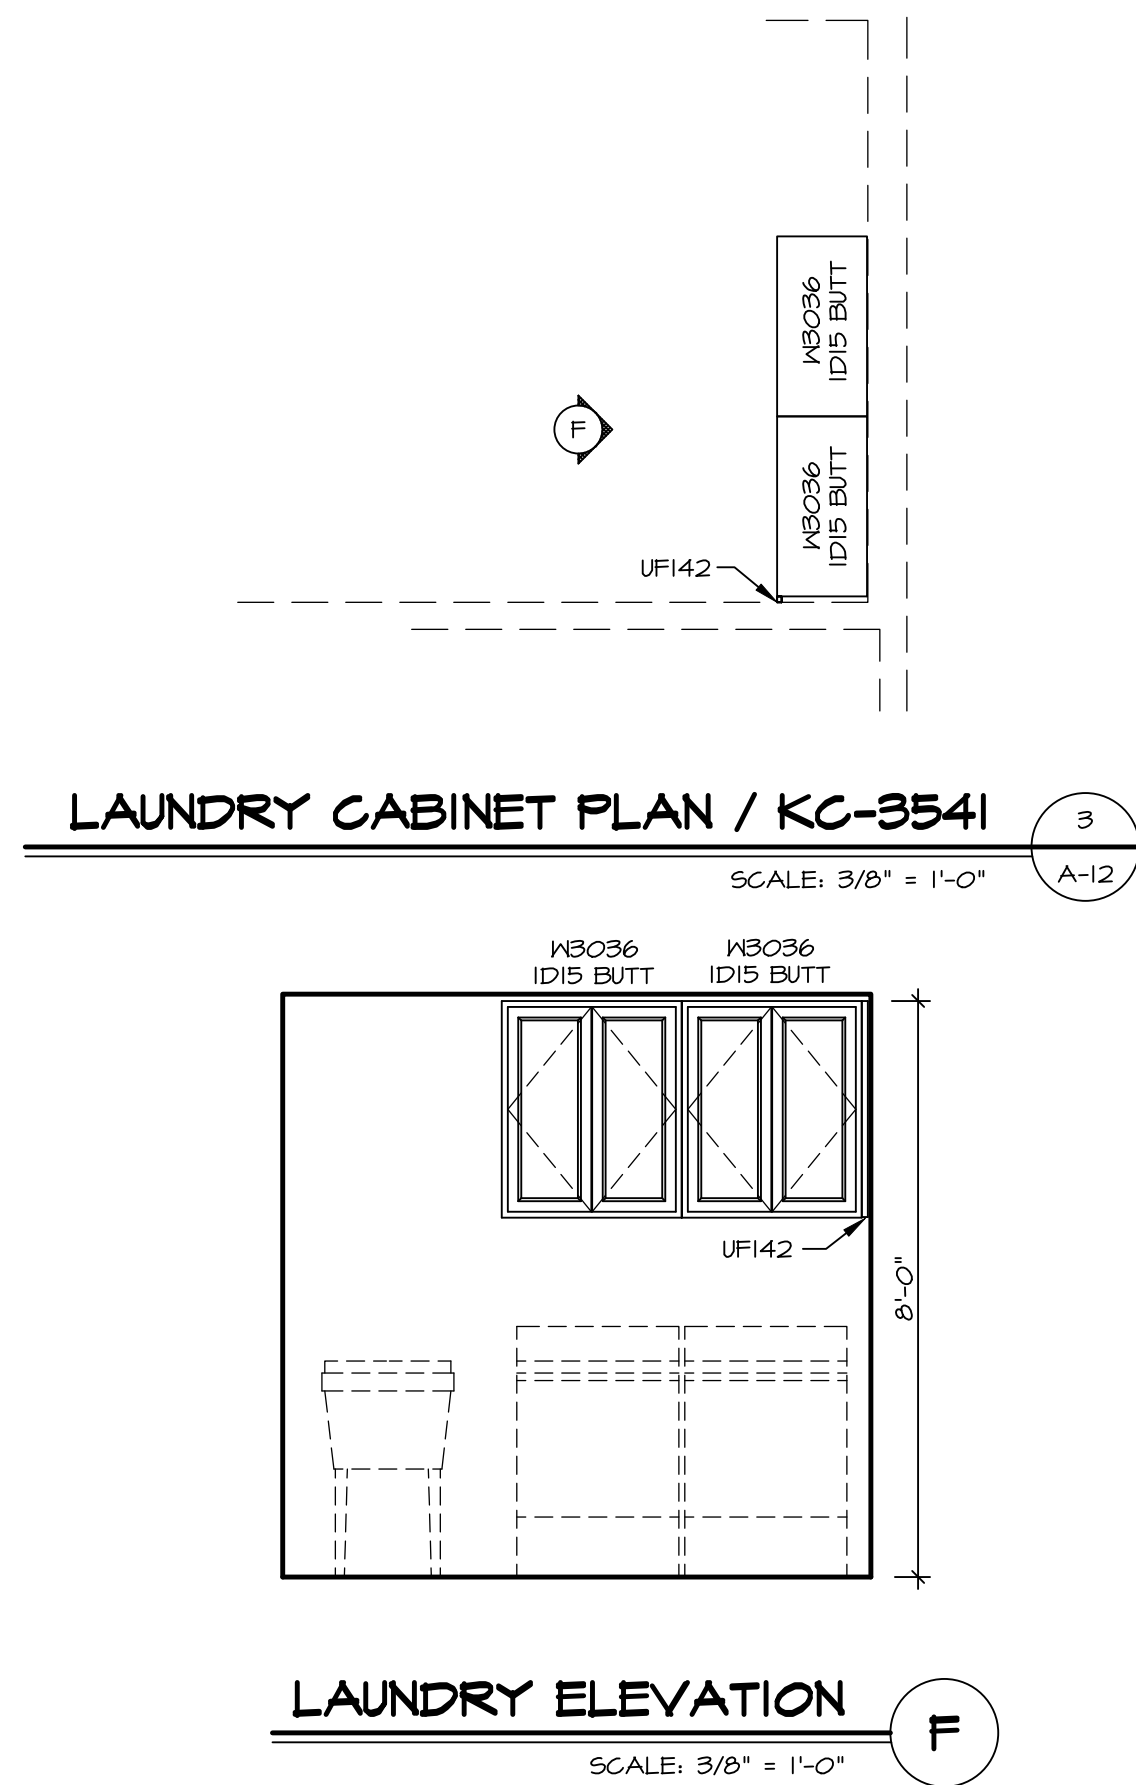 W3036
1D15 BUTT
W3036
1D15 BUTT
F
UF142
LAUNDRY CABINET PLAN / KC-3541
3
A-12
SCALE: 3/8" = 1'-0"
W3036
1D15 BUTT
W3036
1D15 BUTT
UF142
8'-0"
LAUNDRY ELEVATION
F
SCALE: 3/8" = 1'-0"